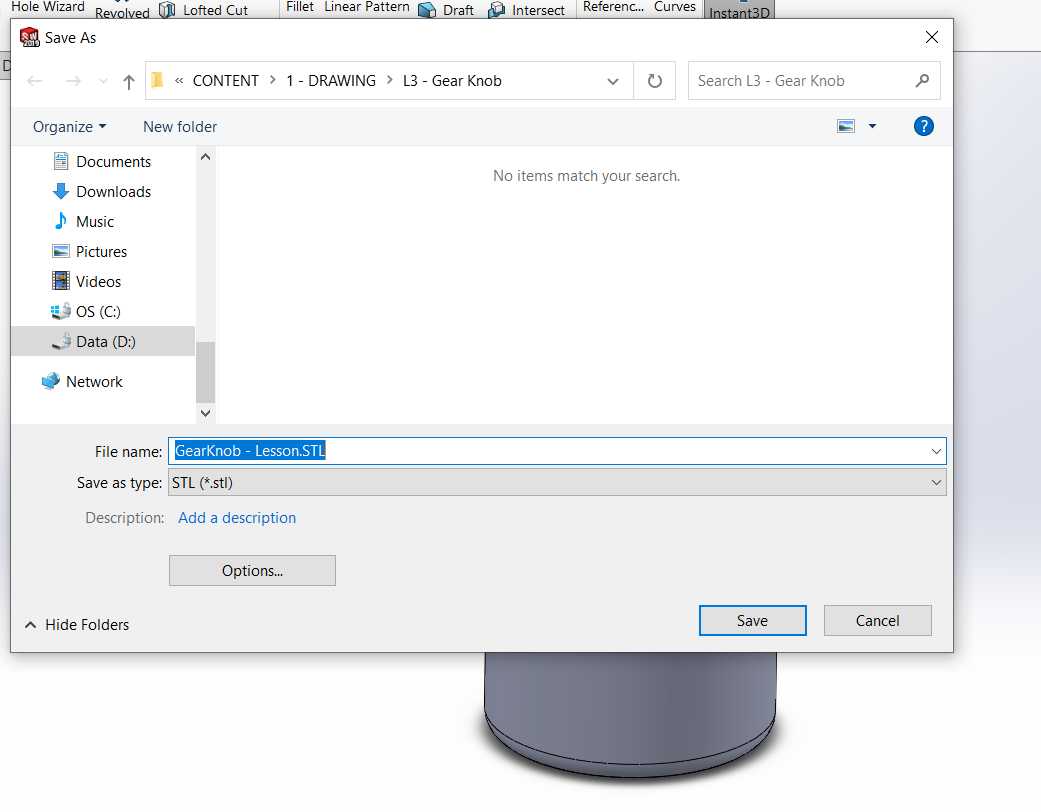 Hole Wizard Revolved Lofted Cut Fillet Linear Pattern Draft Intersect Referenc... Curves Instant3D
SW
2019
Save As
« CONTENT > 1 - DRAWING > L3 - Gear Knob
Search L3 - Gear Knob
Organize New folder
?
Documents
Downloads
Music
Pictures
Videos
OS (C:)
Data (D:)
Network
No items match your search.
File name: GearKnob - Lesson.STL
Save as type: STL (*.stl)
Description: Add a description
Options...
Hide Folders
Save
Cancel